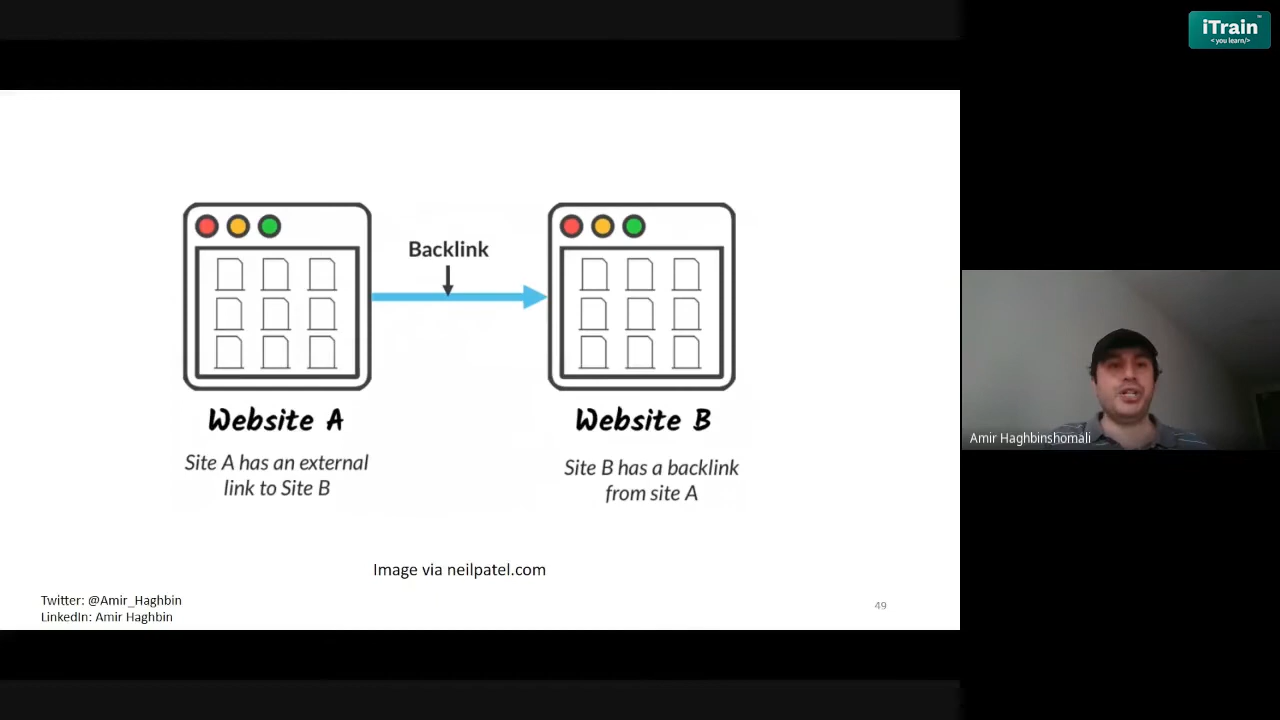 iTrain
< you learn/>
Backlink
Website A
Website B
Site A has an external
link to Site B
Site B has a backlink
from site A
Image via neilpatel.com
Twitter: @Amir_Haghbin
LinkedIn: Amir Haghbin
49
Amir Haghbinshomali